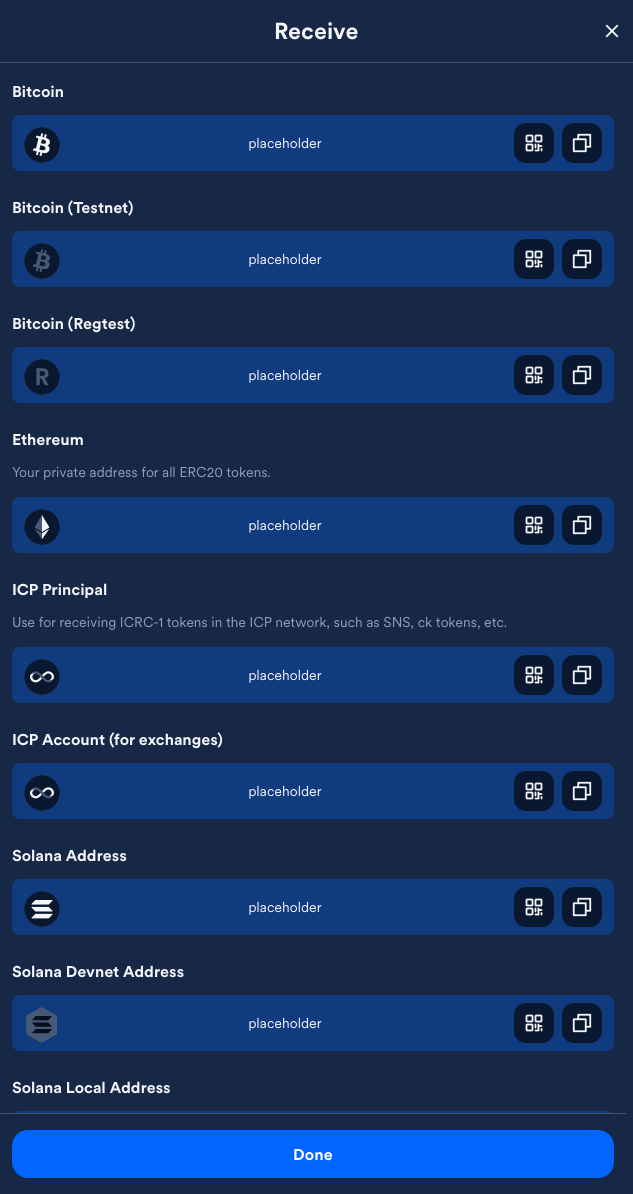 Receive
Bitcoin
placeholder
Bitcoin (Testnet)
placeholder
Bitcoin (Regtest)
R
placeholder
Ethereum
Your private address for all ERC20 tokens.
placeholder
ICP Principal
Use for receiving ICRC-1 tokens in the ICP network, such as SNS, ck tokens, etc.
placeholder
ICP Account (for exchanges)
placeholder
Solana Address
placeholder
Solana Devnet Address
placeholder
Solana Local Address
Done